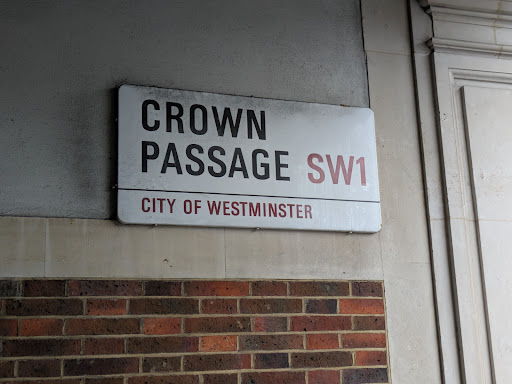 CROWN
PASSAGE SW1
CITY OF WESTMINSTER